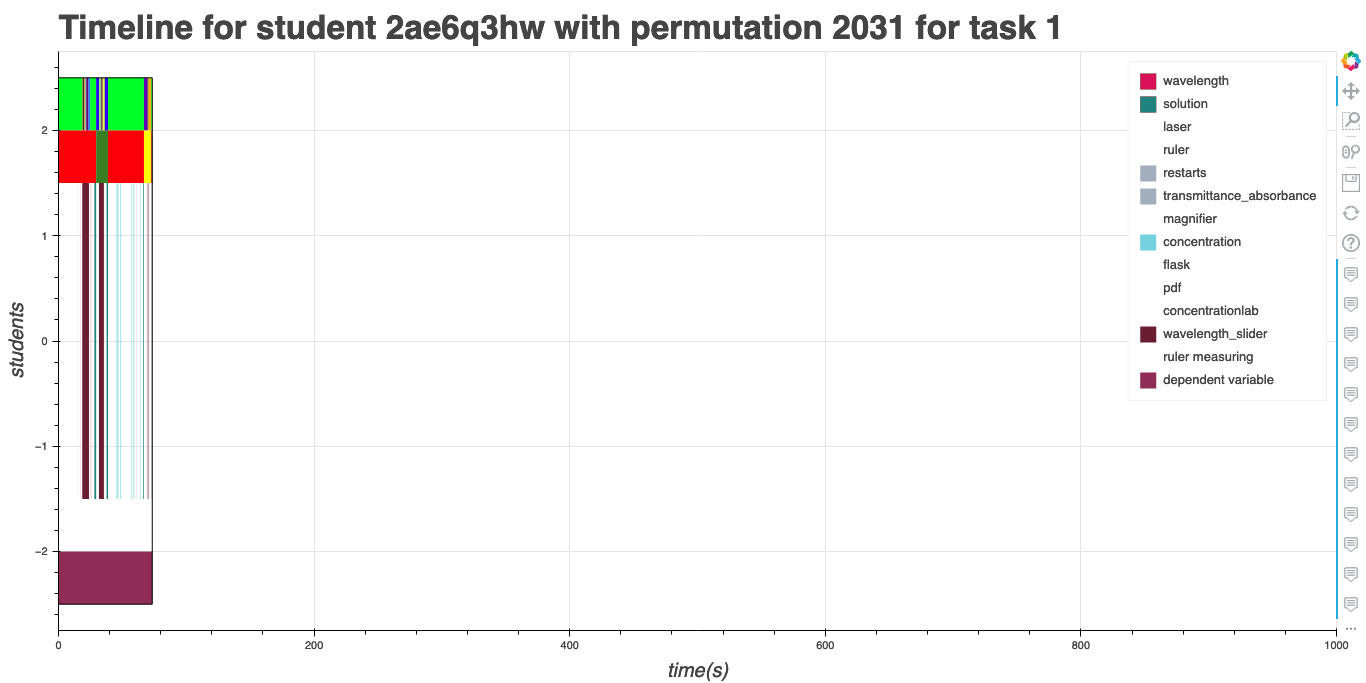 Timeline for student 2ae6q3hw with permutation 2031 for task 1
wavelength
solution
laser
ruler
restarts
transmittance_absorbance
magnifier
concentration
flask
pdf
concentrationlab
wavelength_slider
ruler measuring
dependent variable
students
2
1
0
−1
−2
0 200 400 600 800 1000
time(s)